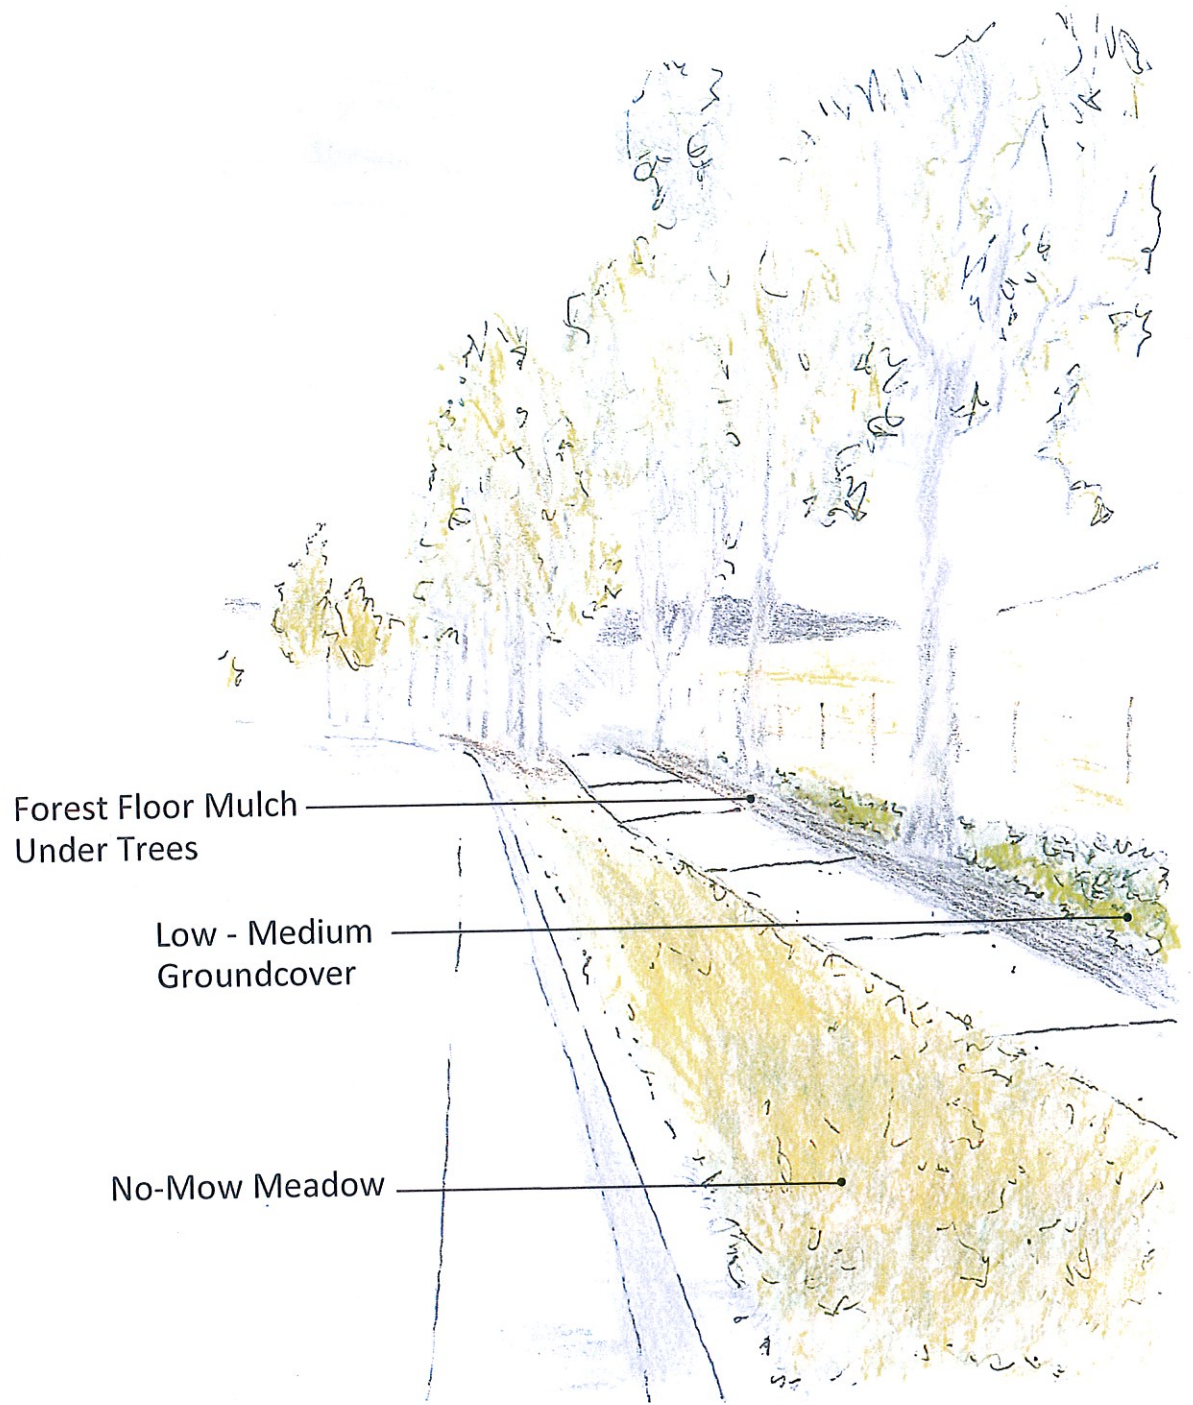 Forest Floor Mulch
Under Trees
Low - Medium
Groundcover
No-Mow Meadow